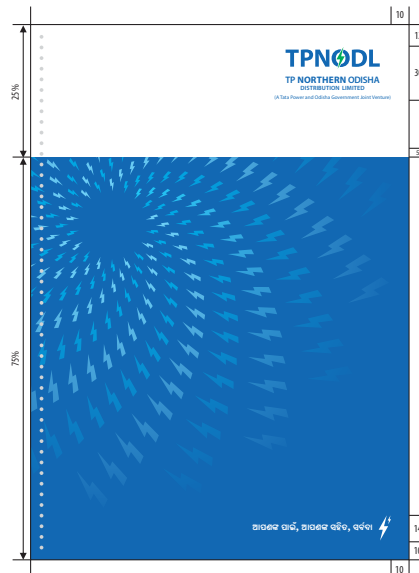 10
25%
TPNODL
TP NORTHERN ODISHA
DISTRIBUTION LIMITED
(A Tata Power and Odisha Government Joint Venture)
75%
ଆପଣଙ୍କ ପାଇଁ, ଆପଣଙ୍କ ସହିତ, ସର୍ବଦା
10